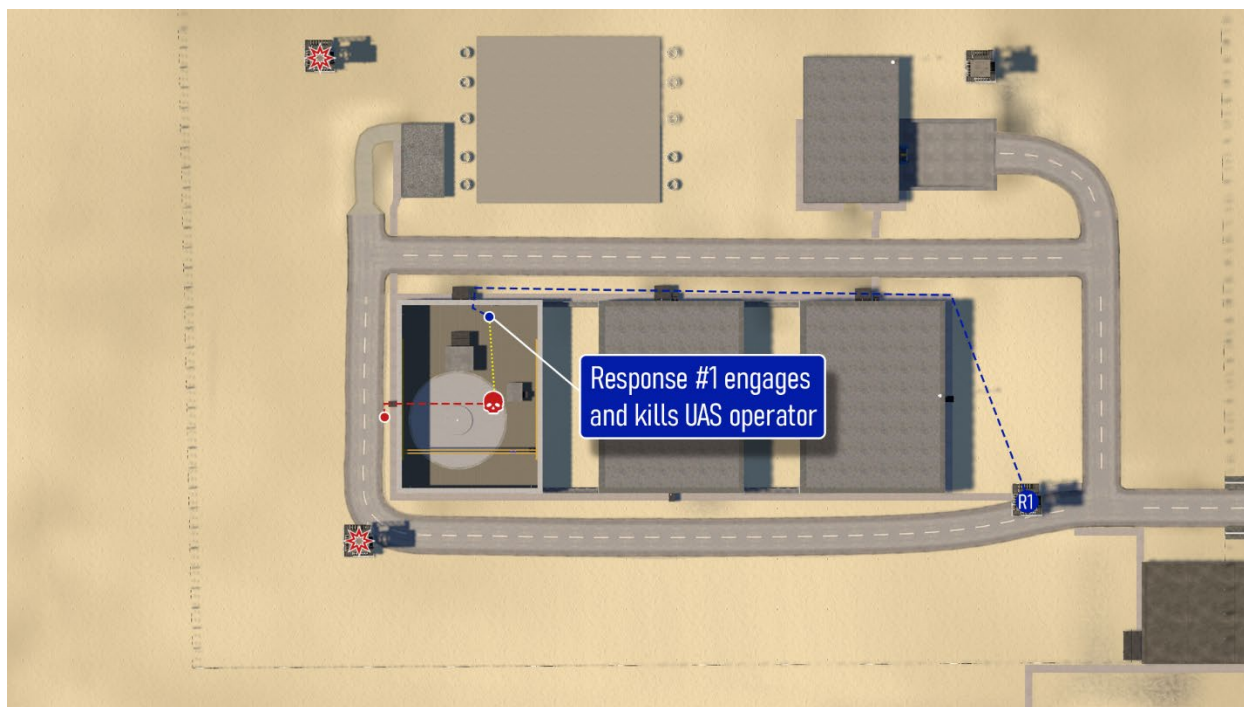 Response #1 engages
and kills UAS operator
R1